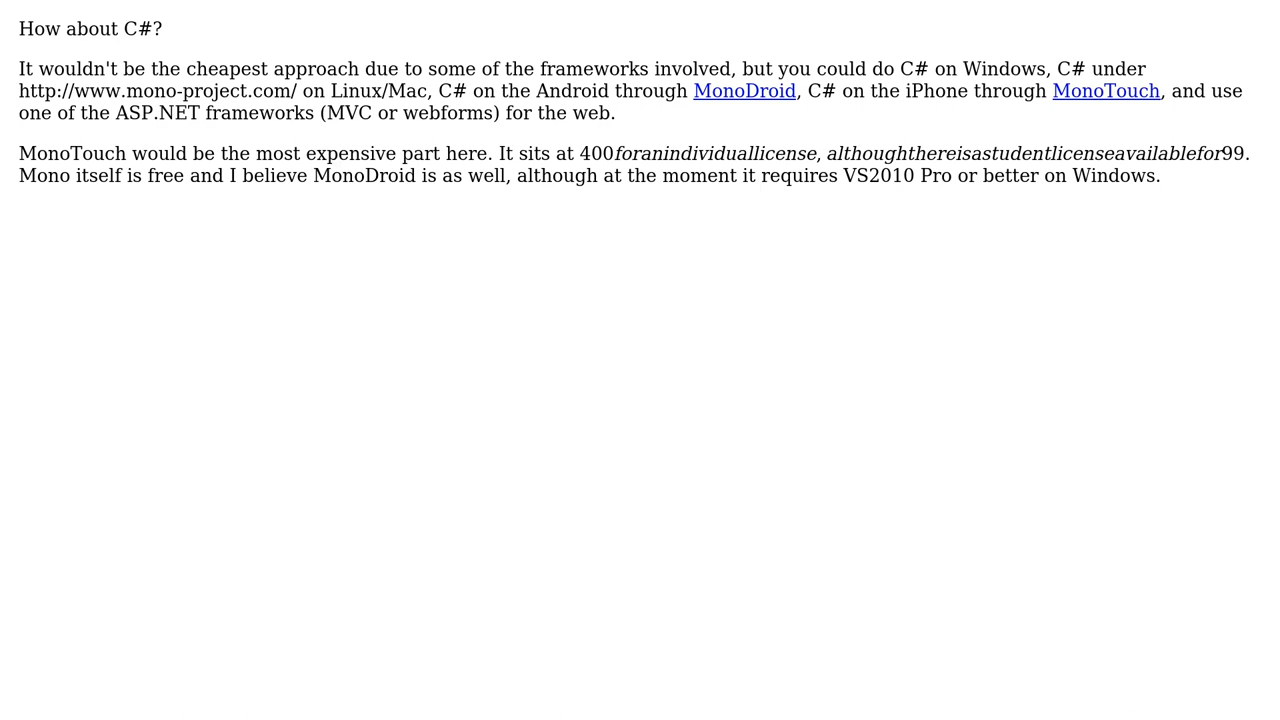 How about C#?
It wouldn't be the cheapest approach due to some of the frameworks involved, but you could do C# on Windows, C# under
http://www.mono-project.com/ on Linux/Mac, C# on the Android through MonoDroid, C# on the iPhone through MonoTouch, and use
one of the ASP.NET frameworks (MVC or webforms) for the web.
MonoTouch would be the most expensive part here. It sits at 400foranindividuallicense, althoughthereisastudentlicenseavailablefor99.
Mono itself is free and I believe MonoDroid is as well, although at the moment it requires VS2010 Pro or better on Windows.